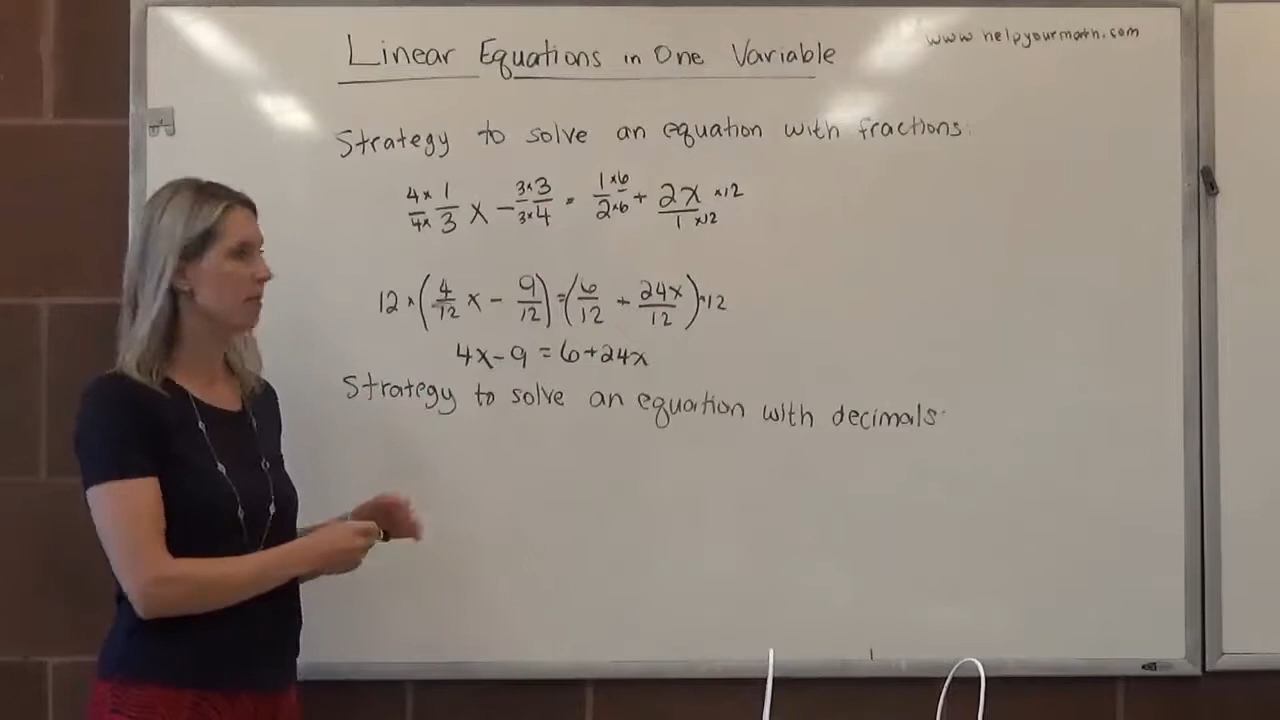 www.helpyourmath.com
Linear Equations in One Variable
Strategy to solve an equation with fractions:
4×/4× 1/3 x - 3×/3× 3/4 = 1×6/2×6 + 2x ×12/1 ×12
12 × (4/12 x - 9/12) = (6/12 + 24x/12) × 12
4x - 9 = 6 + 24x
Strategy to solve an equation with decimals: